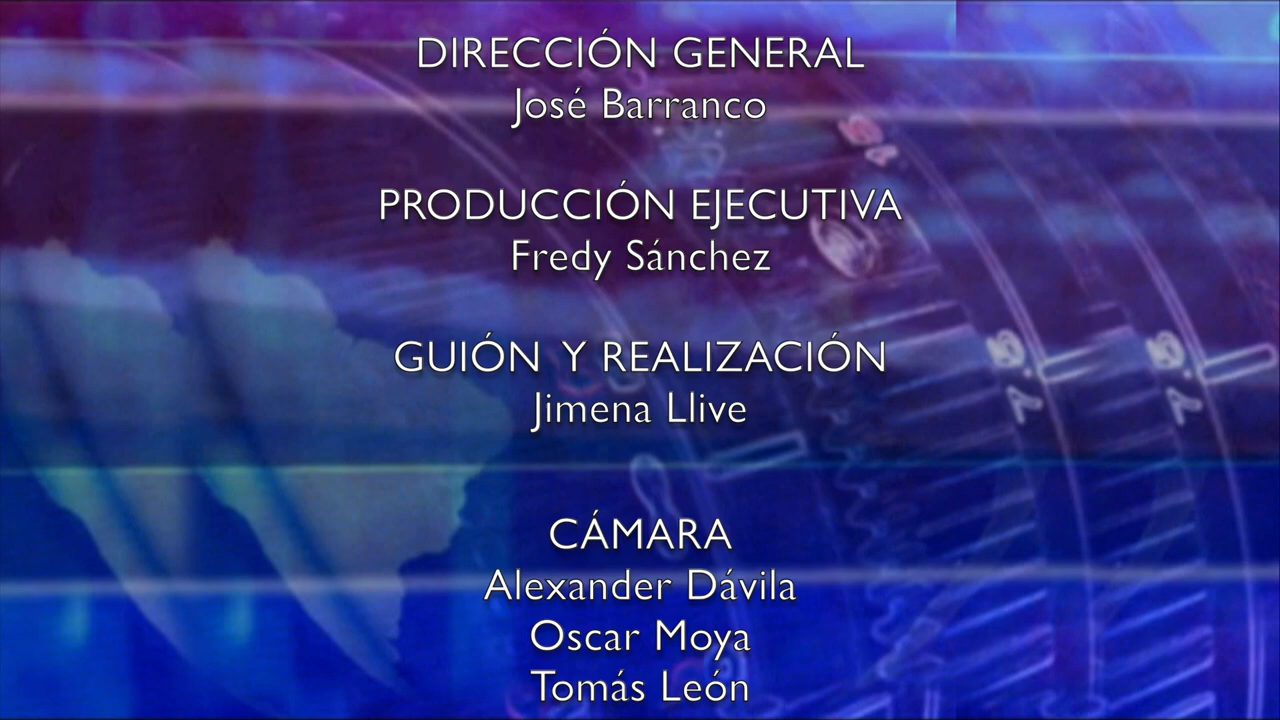 DIRECCIÓN GENERAL
José Barranco
PRODUCCIÓN EJECUTIVA
Fredy Sánchez
GUIÓN Y REALIZACIÓN
Jimena Llive
CÁMARA
Alexander Dávila
Oscar Moya
Tomás León